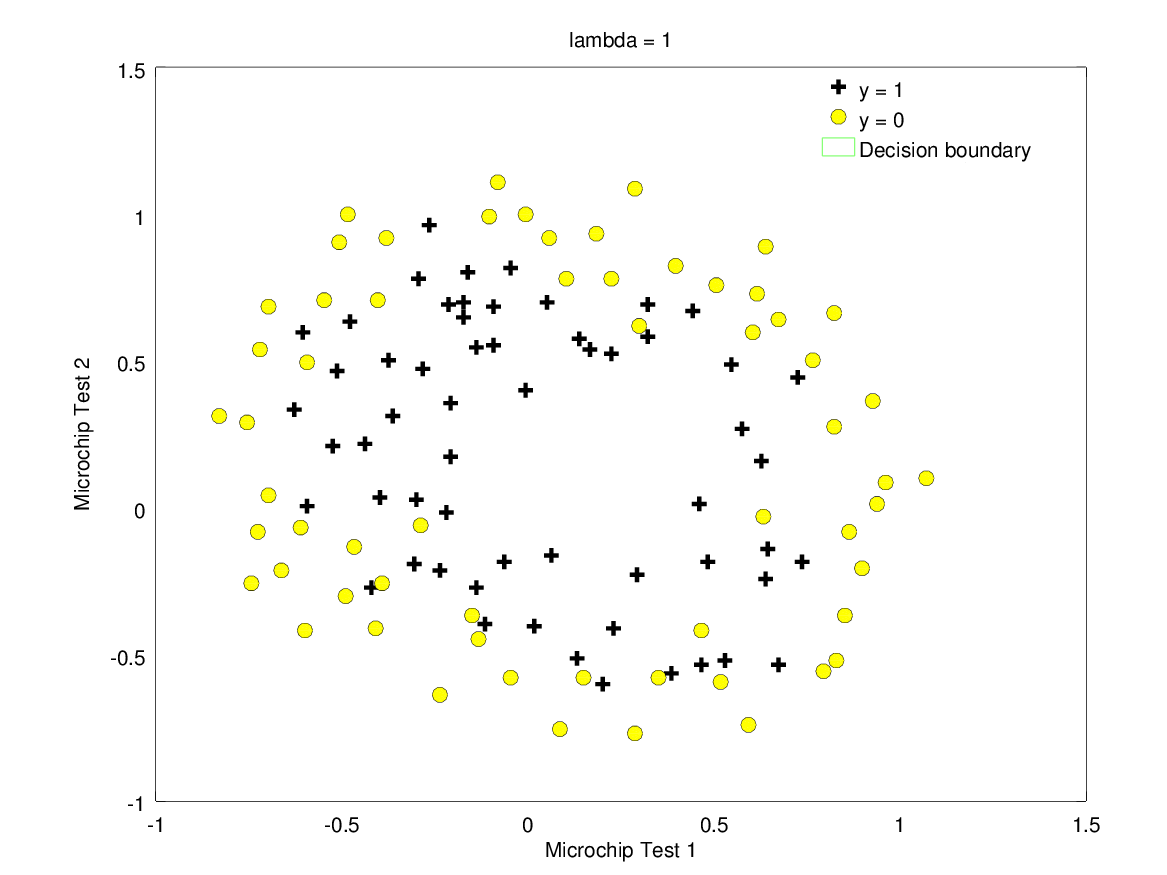 lambda = 1
y = 1
y = 0
Decision boundary
1.5
1
0.5
0
-0.5
-1
Microchip Test 2
-1 -0.5 0 0.5 1 1.5
Microchip Test 1